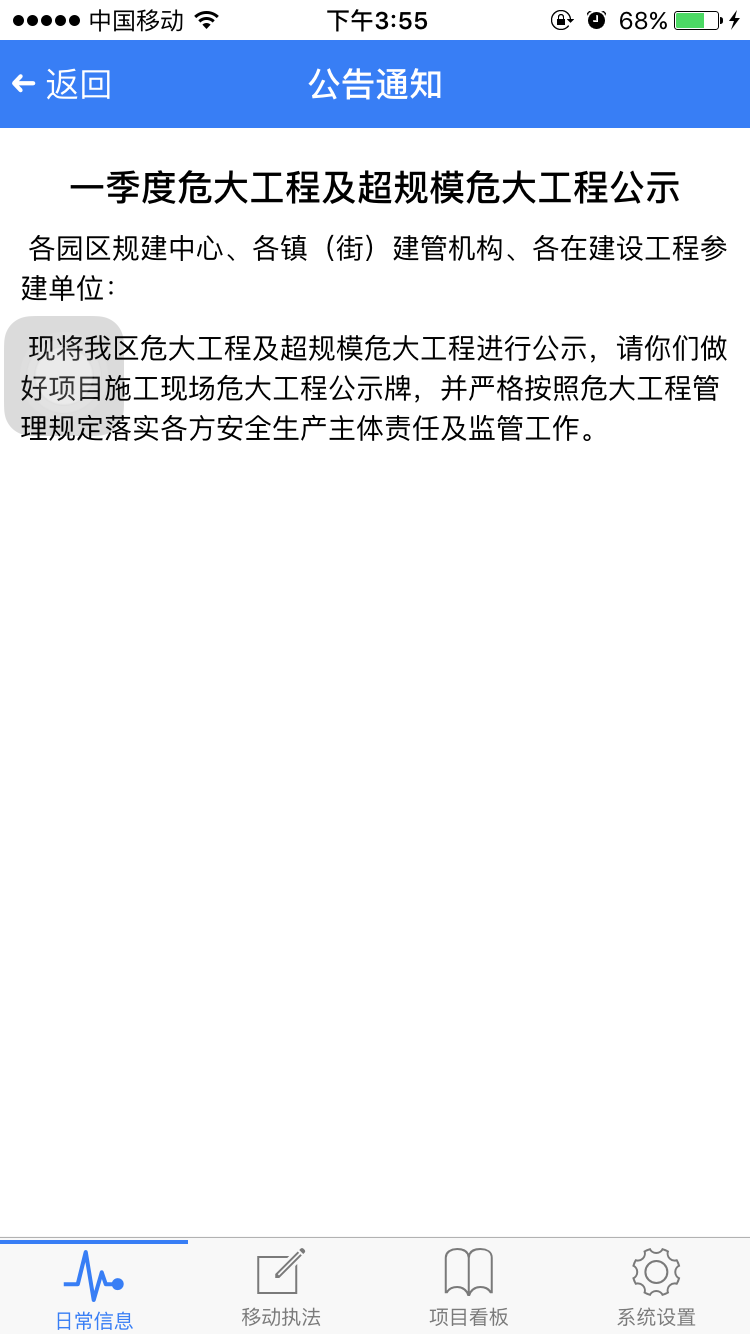 中国移动 下午3:55 68%
返回 公告通知
一季度危大工程及超规模危大工程公示
各园区规建中心、各镇（街）建管机构、各在建设工程参
建单位：
现将我区危大工程及超规模危大工程进行公示，请你们做
好项目施工现场危大工程公示牌，并严格按照危大工程管
理规定落实各方安全生产主体责任及监管工作。
日常信息 移动执法 项目看板 系统设置